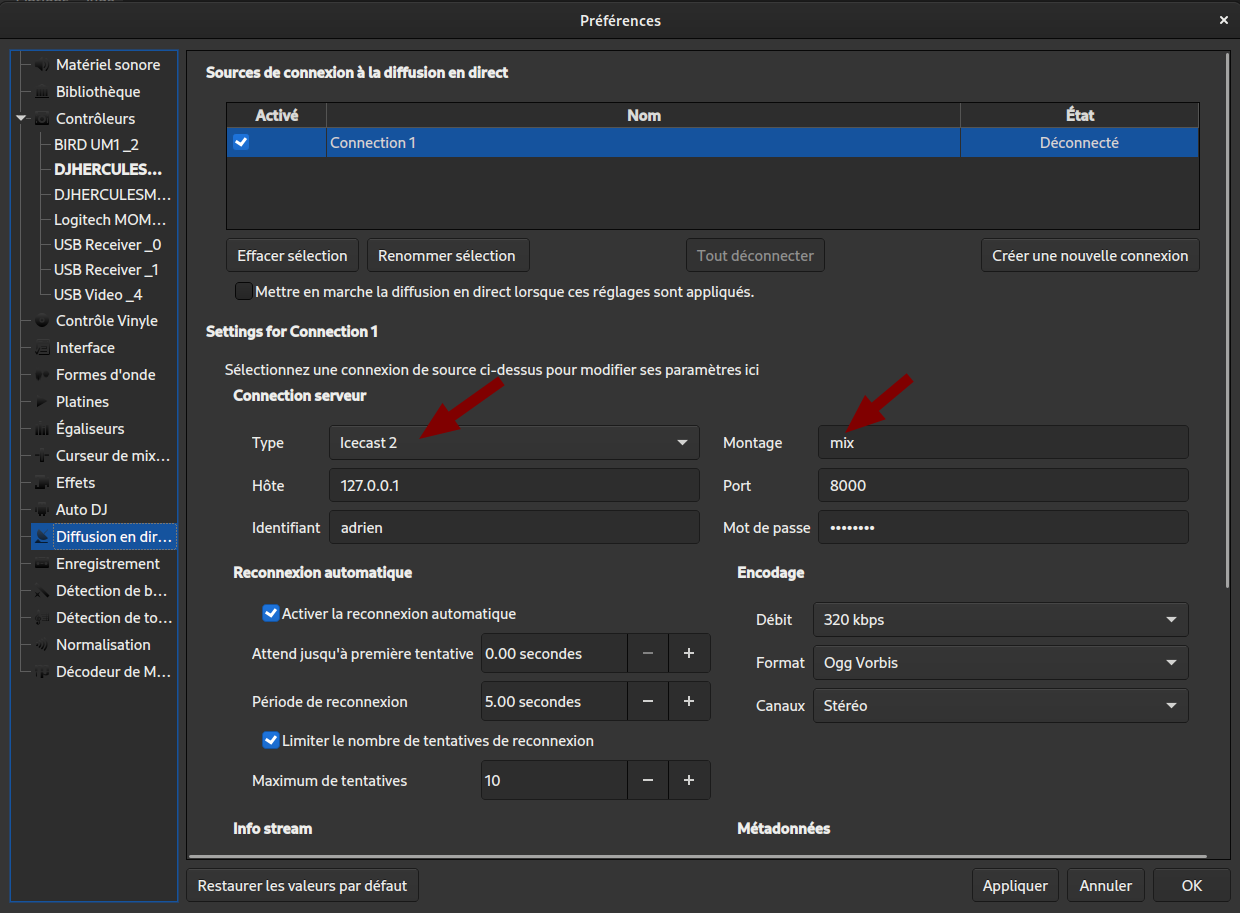 Préférences
Matériel sonore
Bibliothèque
Contrôleurs
BIRD UM1 _2
DJHERCULES...
DJHERCULESM...
Logitech MOM...
USB Receiver _0
USB Receiver _1
USB Video _4
Contrôle Vinyle
Interface
Formes d'onde
Platines
Égaliseurs
Curseur de mix...
Effets
Auto DJ
Diffusion en dir...
Enregistrement
Détection de b...
Détection de to...
Normalisation
Décodeur de M...
Sources de connexion à la diffusion en direct
Activé Nom État
Connection 1 Déconnecté
Effacer sélection Renommer sélection Tout déconnecter Créer une nouvelle connexion
Mettre en marche la diffusion en direct lorsque ces réglages sont appliqués.
Settings for Connection 1
Sélectionnez une connexion de source ci-dessus pour modifier ses paramètres ici
Connection serveur
Type Icecast 2 Montage mix
Hôte 127.0.0.1 Port 8000
Identifiant adrien Mot de passe ••••••••
Reconnexion automatique Encodage
Activer la reconnexion automatique
Débit 320 kbps
Attend jusqu'à première tentative 0.00 secondes − +
Format Ogg Vorbis
Période de reconnexion 5.00 secondes − +
Canaux Stéréo
Limiter le nombre de tentatives de reconnexion
Maximum de tentatives 10 − +
Info stream Métadonnées
Restaurer les valeurs par défaut Appliquer Annuler OK